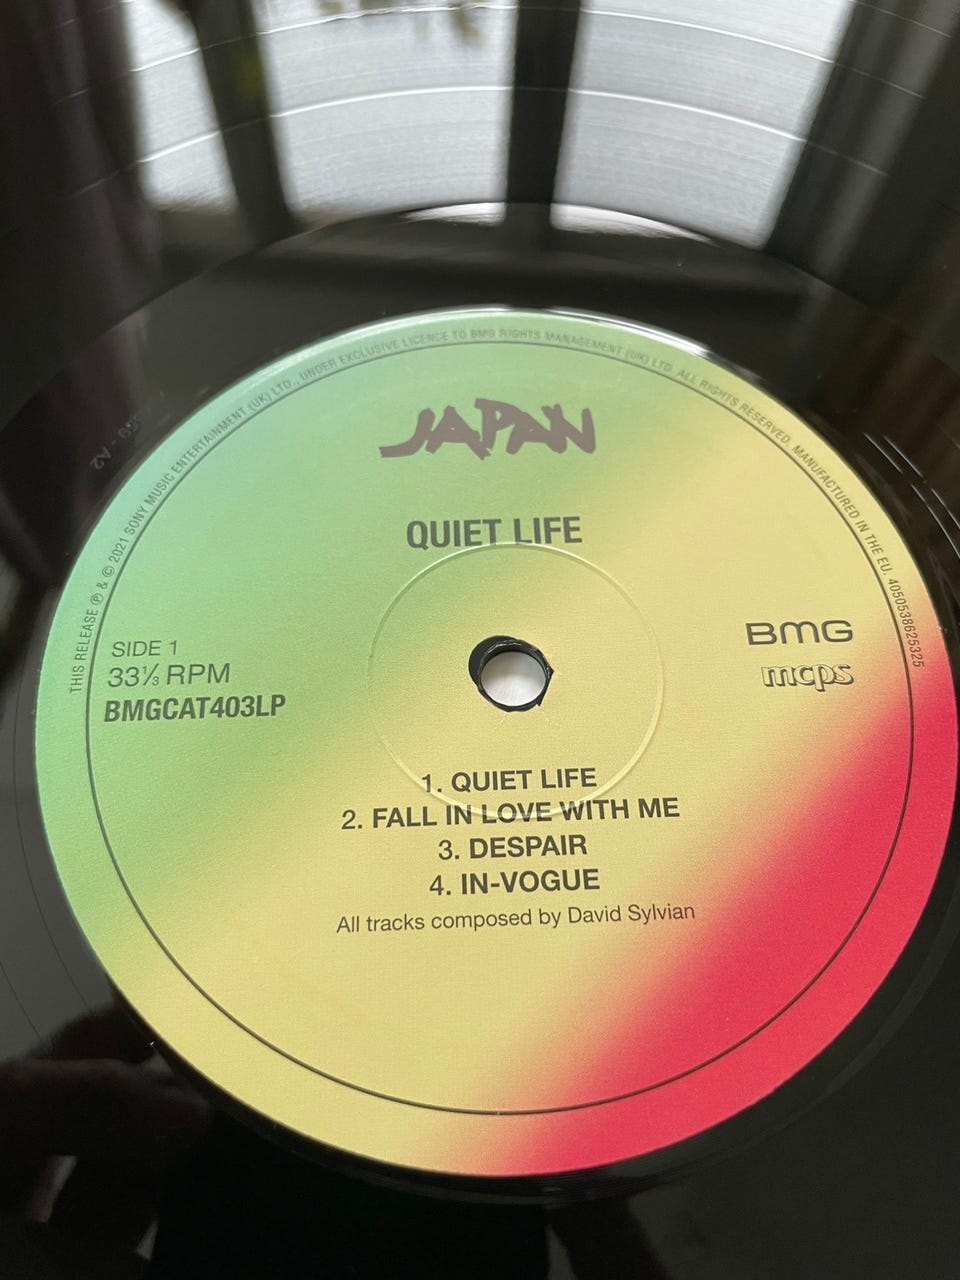 THIS RELEASE ℗ & © 2021 SONY MUSIC ENTERTAINMENT (UK) LTD., UNDER EXCLUSIVE LICENCE TO BMG RIGHTS MANAGEMENT (UK) LTD. ALL RIGHTS RESERVED. MANUFACTURED IN THE EU. 4050538625325
JAPAN
QUIET LIFE
SIDE 1
33⅓ RPM
BMGCAT403LP
BMG
mcps
1. QUIET LIFE
2. FALL IN LOVE WITH ME
3. DESPAIR
4. IN-VOGUE
All tracks composed by David Sylvian